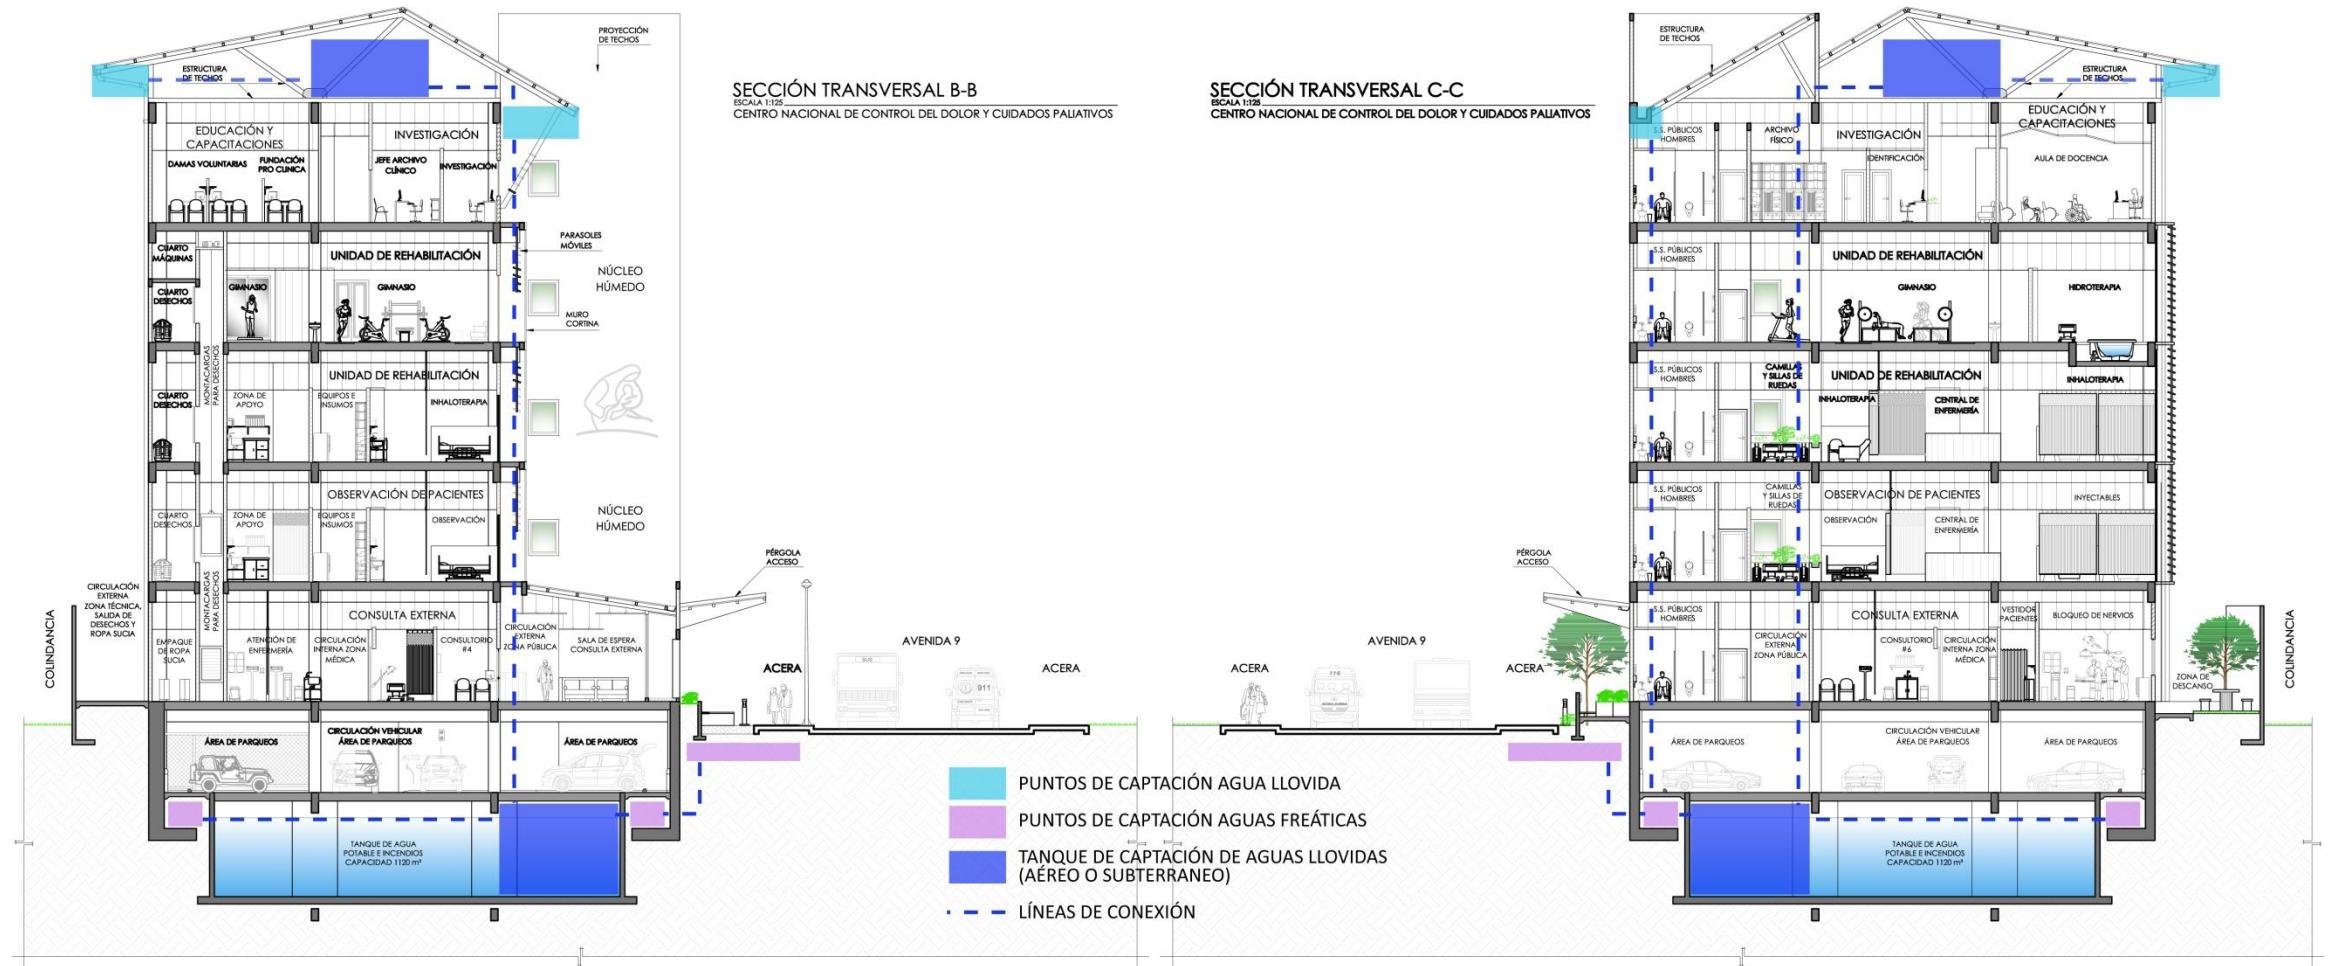 PROYECCIÓN
DE TECHOS
ESTRUCTURA
DE TECHOS
SECCIÓN TRANSVERSAL B-B
ESCALA 1:125
CENTRO NACIONAL DE CONTROL DEL DOLOR Y CUIDADOS PALIATIVOS
EDUCACIÓN Y
CAPACITACIONES
INVESTIGACIÓN
DAMAS VOLUNTARIAS
FUNDACIÓN
PRO CLINICA
JEFE ARCHIVO
CLÍNICO
INVESTIGACIÓN
CUARTO
MÁQUINAS
UNIDAD DE REHABILITACIÓN
PARASOLES
MÓVILES
NÚCLEO
HÚMEDO
CUARTO
DESECHOS
GIMNASIO
GIMNASIO
MURO
CORTINA
MONTACARGAS
PARA DESECHOS
UNIDAD DE REHABILITACIÓN
CUARTO
DESECHOS
ZONA DE
APOYO
EQUIPOS E
INSUMOS
INHALOTERAPIA
OBSERVACIÓN DE PACIENTES
CUARTO
DESECHOS
ZONA DE
APOYO
EQUIPOS E
INSUMOS
OBSERVACIÓN
NÚCLEO
HÚMEDO
PÉRGOLA
ACCESO
MONTACARGAS
PARA DESECHOS
COLINDANCIA
CIRCULACIÓN
EXTERNA
ZONA TÉCNICA,
SALIDA DE
DESECHOS Y
ROPA SUCIA
CONSULTA EXTERNA
EMPAQUE
DE ROPA
SUCIA
ATENCIÓN DE
ENFERMERÍA
CIRCULACIÓN
INTERNA ZONA
MÉDICA
CONSULTORIO
#4
CIRCULACIÓN
EXTERNA
ZONA PÚBLICA
SALA DE ESPERA
CONSULTA EXTERNA
ACERA
AVENIDA 9
ACERA
BUS
911
ÁREA DE PARQUEOS
CIRCULACIÓN VEHICULAR
ÁREA DE PARQUEOS
ALTO
ÁREA DE PARQUEOS
TANQUE DE AGUA
POTABLE E INCENDIOS
CAPACIDAD 1120 m³
PUNTOS DE CAPTACIÓN AGUA LLOVIDA
PUNTOS DE CAPTACIÓN AGUAS FREÁTICAS
TANQUE DE CAPTACIÓN DE AGUAS LLOVIDAS
(AÉREO O SUBTERRANEO)
LÍNEAS DE CONEXIÓN
SECCIÓN TRANSVERSAL C-C
ESCALA 1:125
CENTRO NACIONAL DE CONTROL DEL DOLOR Y CUIDADOS PALIATIVOS
ESTRUCTURA
DE TECHOS
ESTRUCTURA
DE TECHOS
S.S. PÚBLICOS
HOMBRES
ARCHIVO
FÍSICO
INVESTIGACIÓN
IDENTIFICACIÓN
EDUCACIÓN Y
CAPACITACIONES
AULA DE DOCENCIA
S.S. PÚBLICOS
HOMBRES
UNIDAD DE REHABILITACIÓN
GIMNASIO
HIDROTERAPIA
S.S. PÚBLICOS
HOMBRES
CAMILLAS
Y SILLAS DE
RUEDAS
UNIDAD DE REHABILITACIÓN
INHALOTERAPIA
CENTRAL DE
ENFERMERÍA
INHALOTERAPIA
S.S. PÚBLICOS
HOMBRES
CAMILLAS
Y SILLAS DE
RUEDAS
OBSERVACIÓN DE PACIENTES
OBSERVACIÓN
CENTRAL DE
ENFERMERÍA
INYECTABLES
PÉRGOLA
ACCESO
S.S. PÚBLICOS
HOMBRES
CONSULTA EXTERNA
CIRCULACIÓN
EXTERNA
ZONA PÚBLICA
CONSULTORIO
#6
CIRCULACIÓN
INTERNA ZONA
MÉDICA
VESTIDOR
PACIENTES
BLOQUEO DE NERVIOS
ZONA DE
DESCANSO
COLINDANCIA
ACERA
AVENIDA 9
ACERA
ÁREA DE PARQUEOS
CIRCULACIÓN VEHICULAR
ÁREA DE PARQUEOS
ÁREA DE PARQUEOS
TANQUE DE AGUA
POTABLE E INCENDIOS
CAPACIDAD 1120 m³